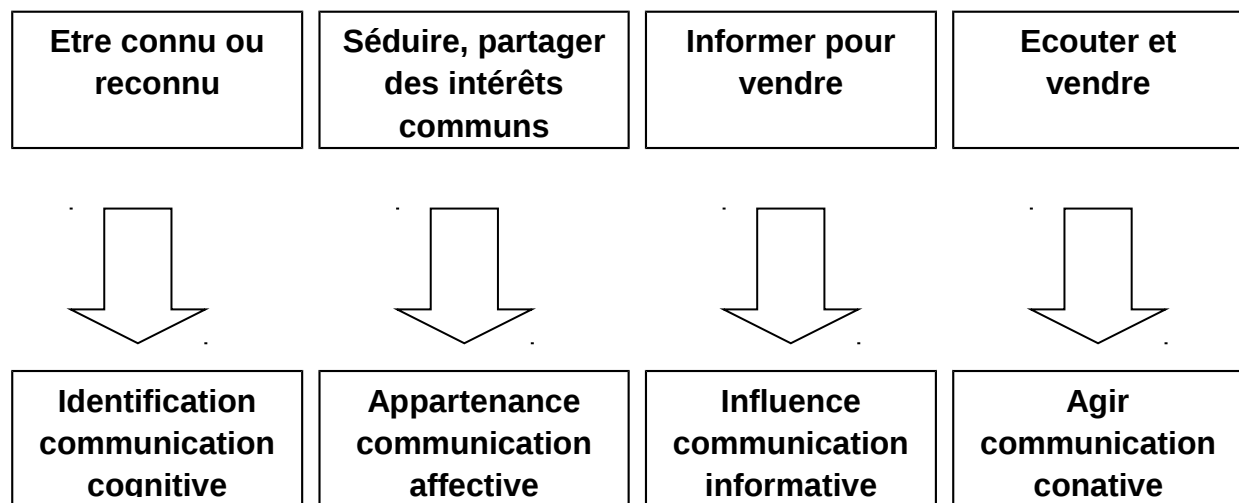 Etre connu ou
reconnu
Séduire, partager
des intérêts
communs
Informer pour
vendre
Ecouter et
vendre
Identification
communication
cognitive
Appartenance
communication
affective
Influence
communication
informative
Agir
communication
conative